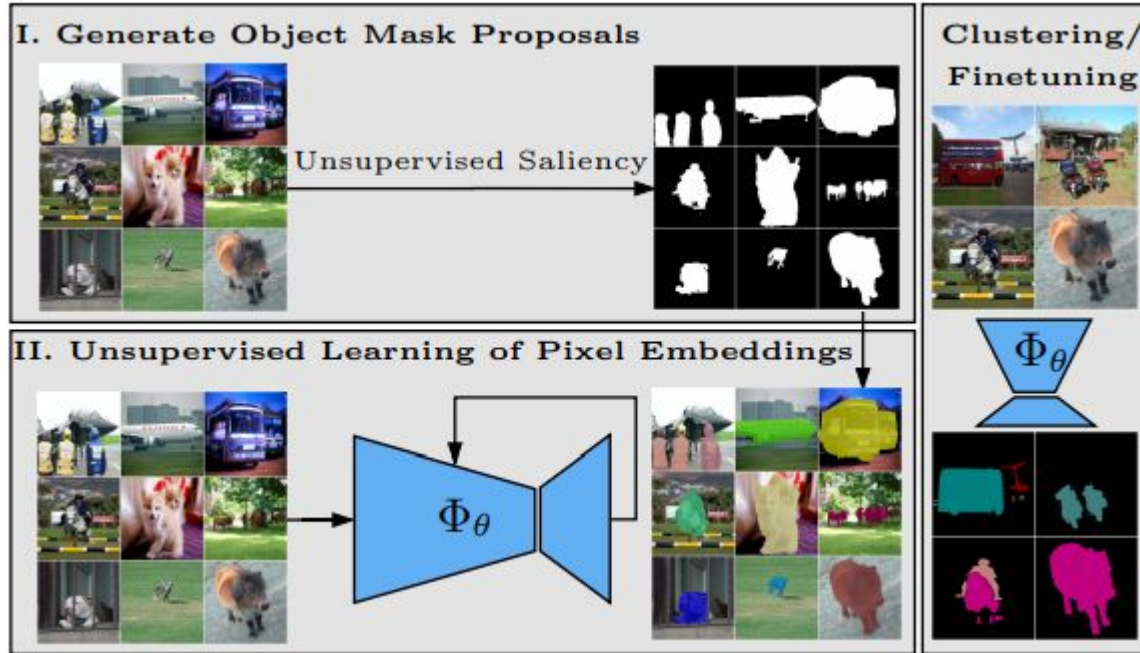 I. Generate Object Mask Proposals
Unsupervised Saliency
II. Unsupervised Learning of Pixel Embeddings
Φθ
Clustering/
Finetuning
Φθ